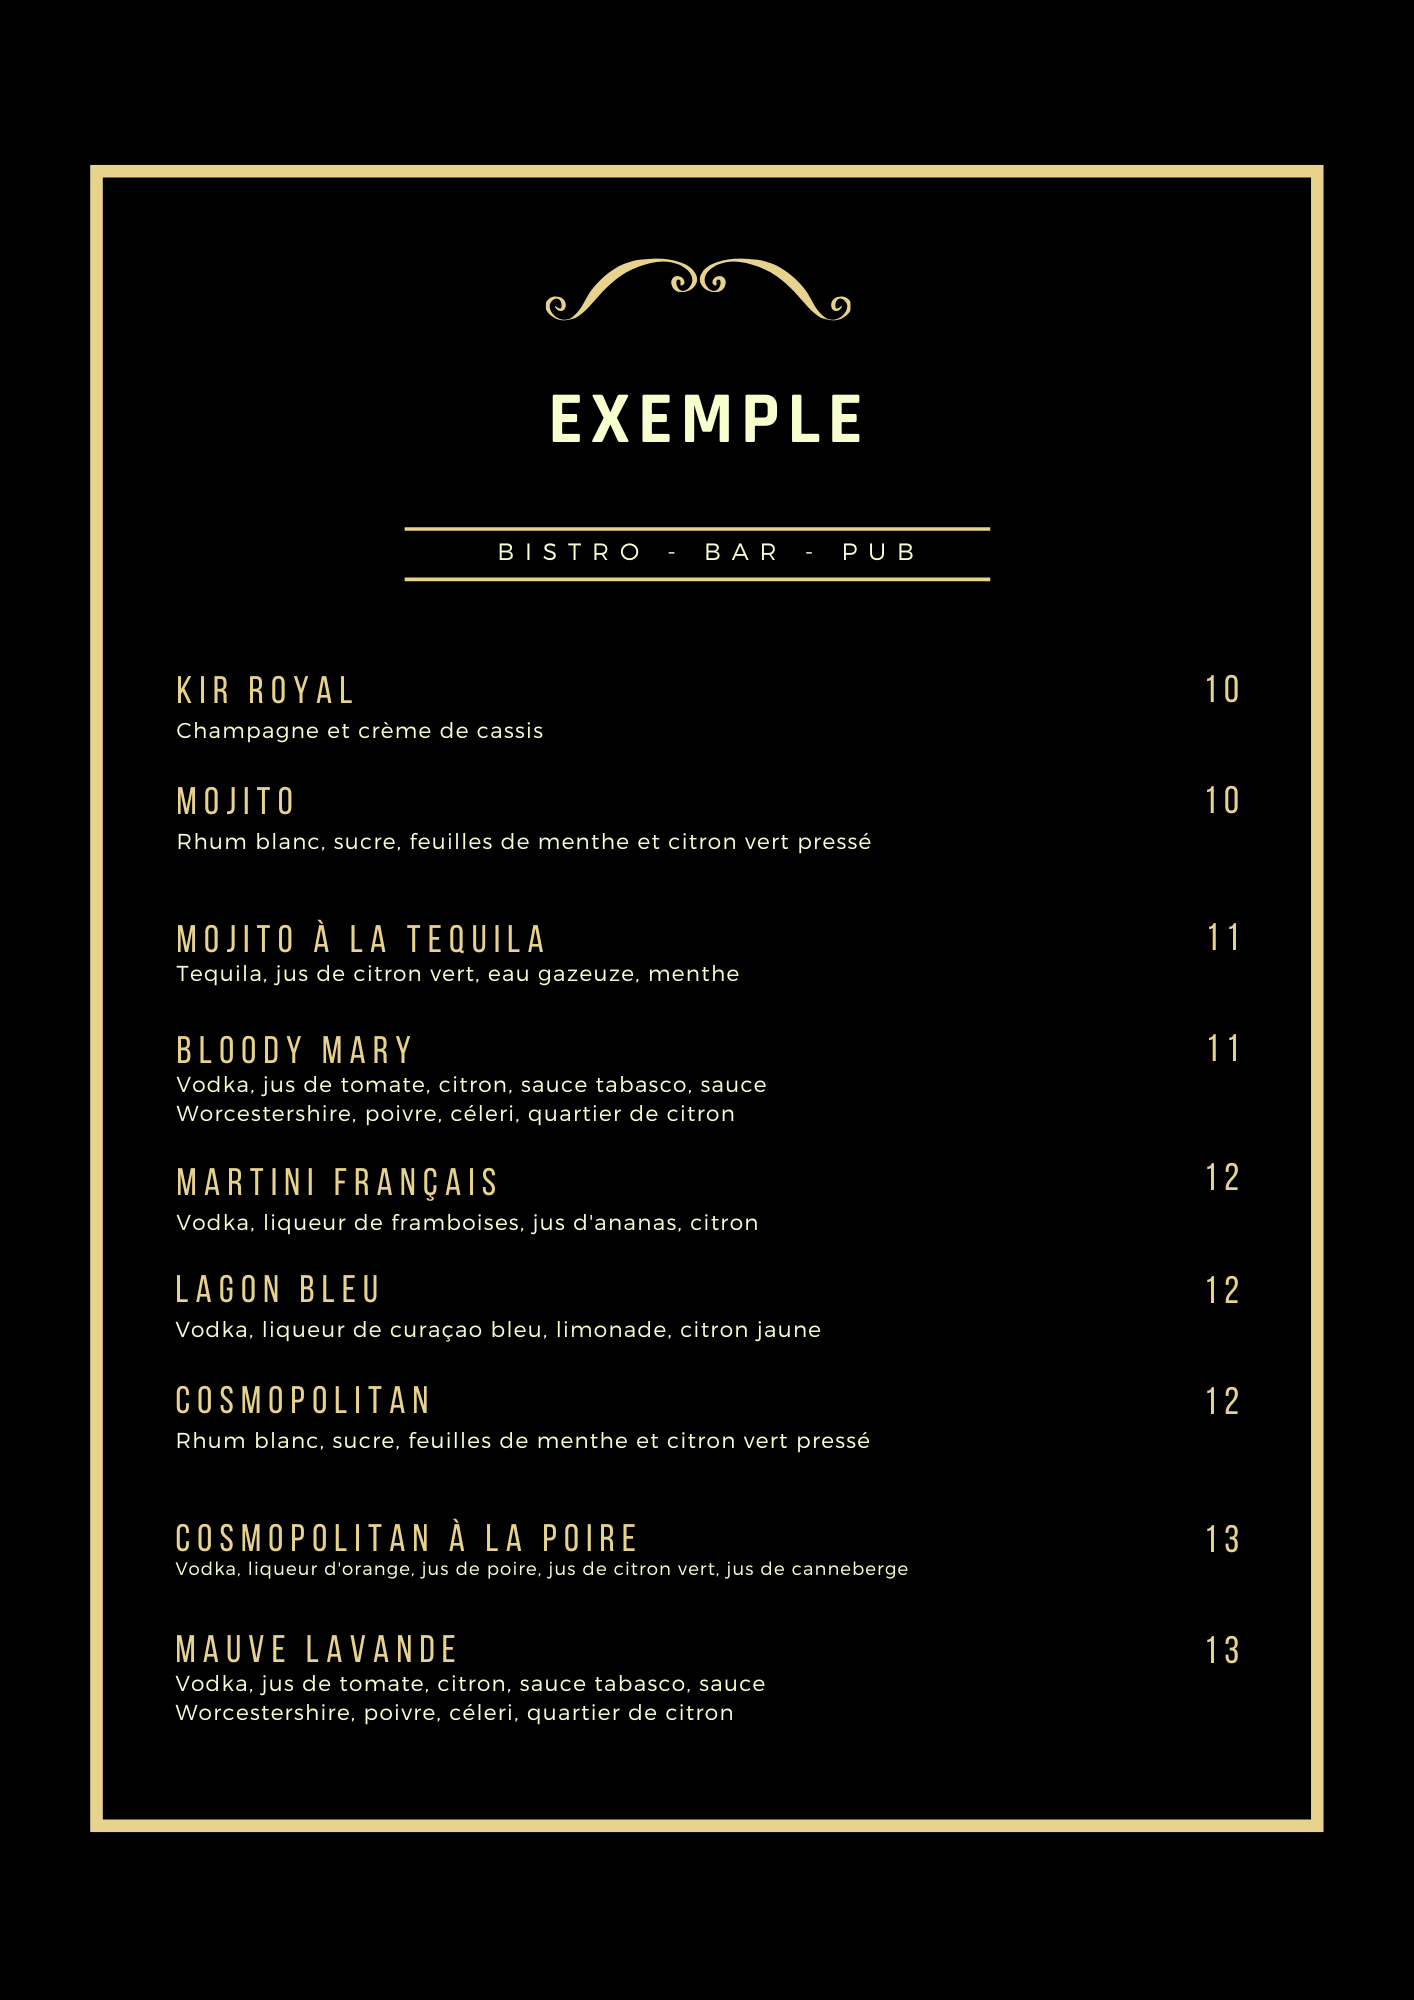 EXEMPLE
BISTRO - BAR - PUB
KIR ROYAL 10
Champagne et crème de cassis
MOJITO 10
Rhum blanc, sucre, feuilles de menthe et citron vert pressé
MOJITO À LA TEQUILA 11
Tequila, jus de citron vert, eau gazeuze, menthe
BLOODY MARY 11
Vodka, jus de tomate, citron, sauce tabasco, sauce
Worcestershire, poivre, céleri, quartier de citron
MARTINI FRANÇAIS 12
Vodka, liqueur de framboises, jus d'ananas, citron
LAGON BLEU 12
Vodka, liqueur de curaçao bleu, limonade, citron jaune
COSMOPOLITAN 12
Rhum blanc, sucre, feuilles de menthe et citron vert pressé
COSMOPOLITAN À LA POIRE 13
Vodka, liqueur d'orange, jus de poire, jus de citron vert, jus de canneberge
MAUVE LAVANDE 13
Vodka, jus de tomate, citron, sauce tabasco, sauce
Worcestershire, poivre, céleri, quartier de citron